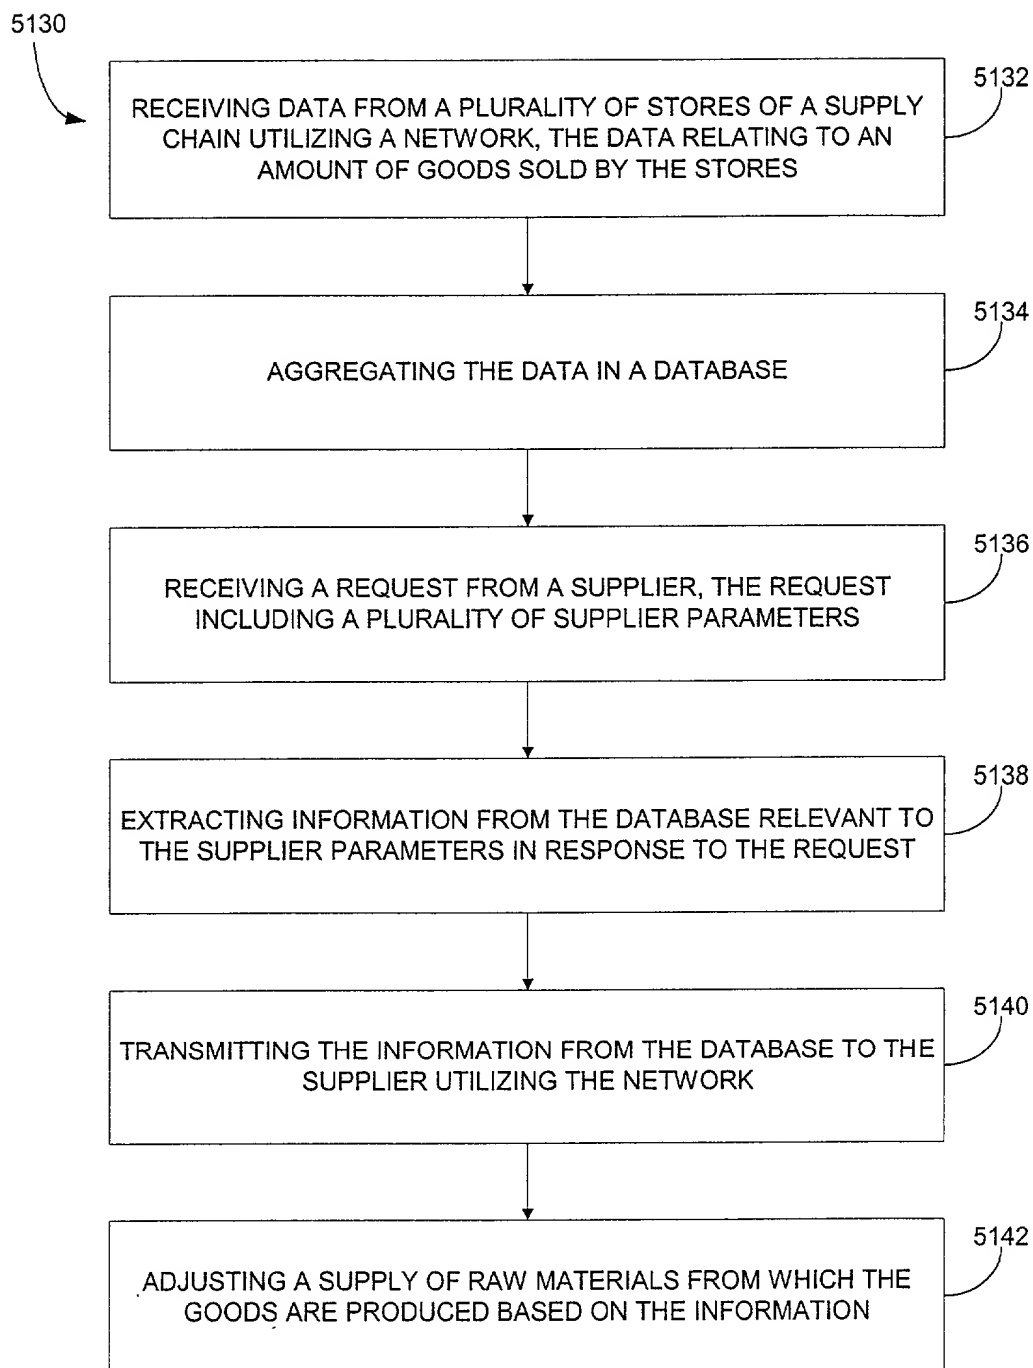 5130
5132
RECEIVING DATA FROM A PLURALITY OF STORES OF A SUPPLY
CHAIN UTILIZING A NETWORK, THE DATA RELATING TO AN
AMOUNT OF GOODS SOLD BY THE STORES
5134
AGGREGATING THE DATA IN A DATABASE
5136
RECEIVING A REQUEST FROM A SUPPLIER, THE REQUEST
INCLUDING A PLURALITY OF SUPPLIER PARAMETERS
5138
EXTRACTING INFORMATION FROM THE DATABASE RELEVANT TO
THE SUPPLIER PARAMETERS IN RESPONSE TO THE REQUEST
5140
TRANSMITTING THE INFORMATION FROM THE DATABASE TO THE
SUPPLIER UTILIZING THE NETWORK
5142
ADJUSTING A SUPPLY OF RAW MATERIALS FROM WHICH THE
GOODS ARE PRODUCED BASED ON THE INFORMATION